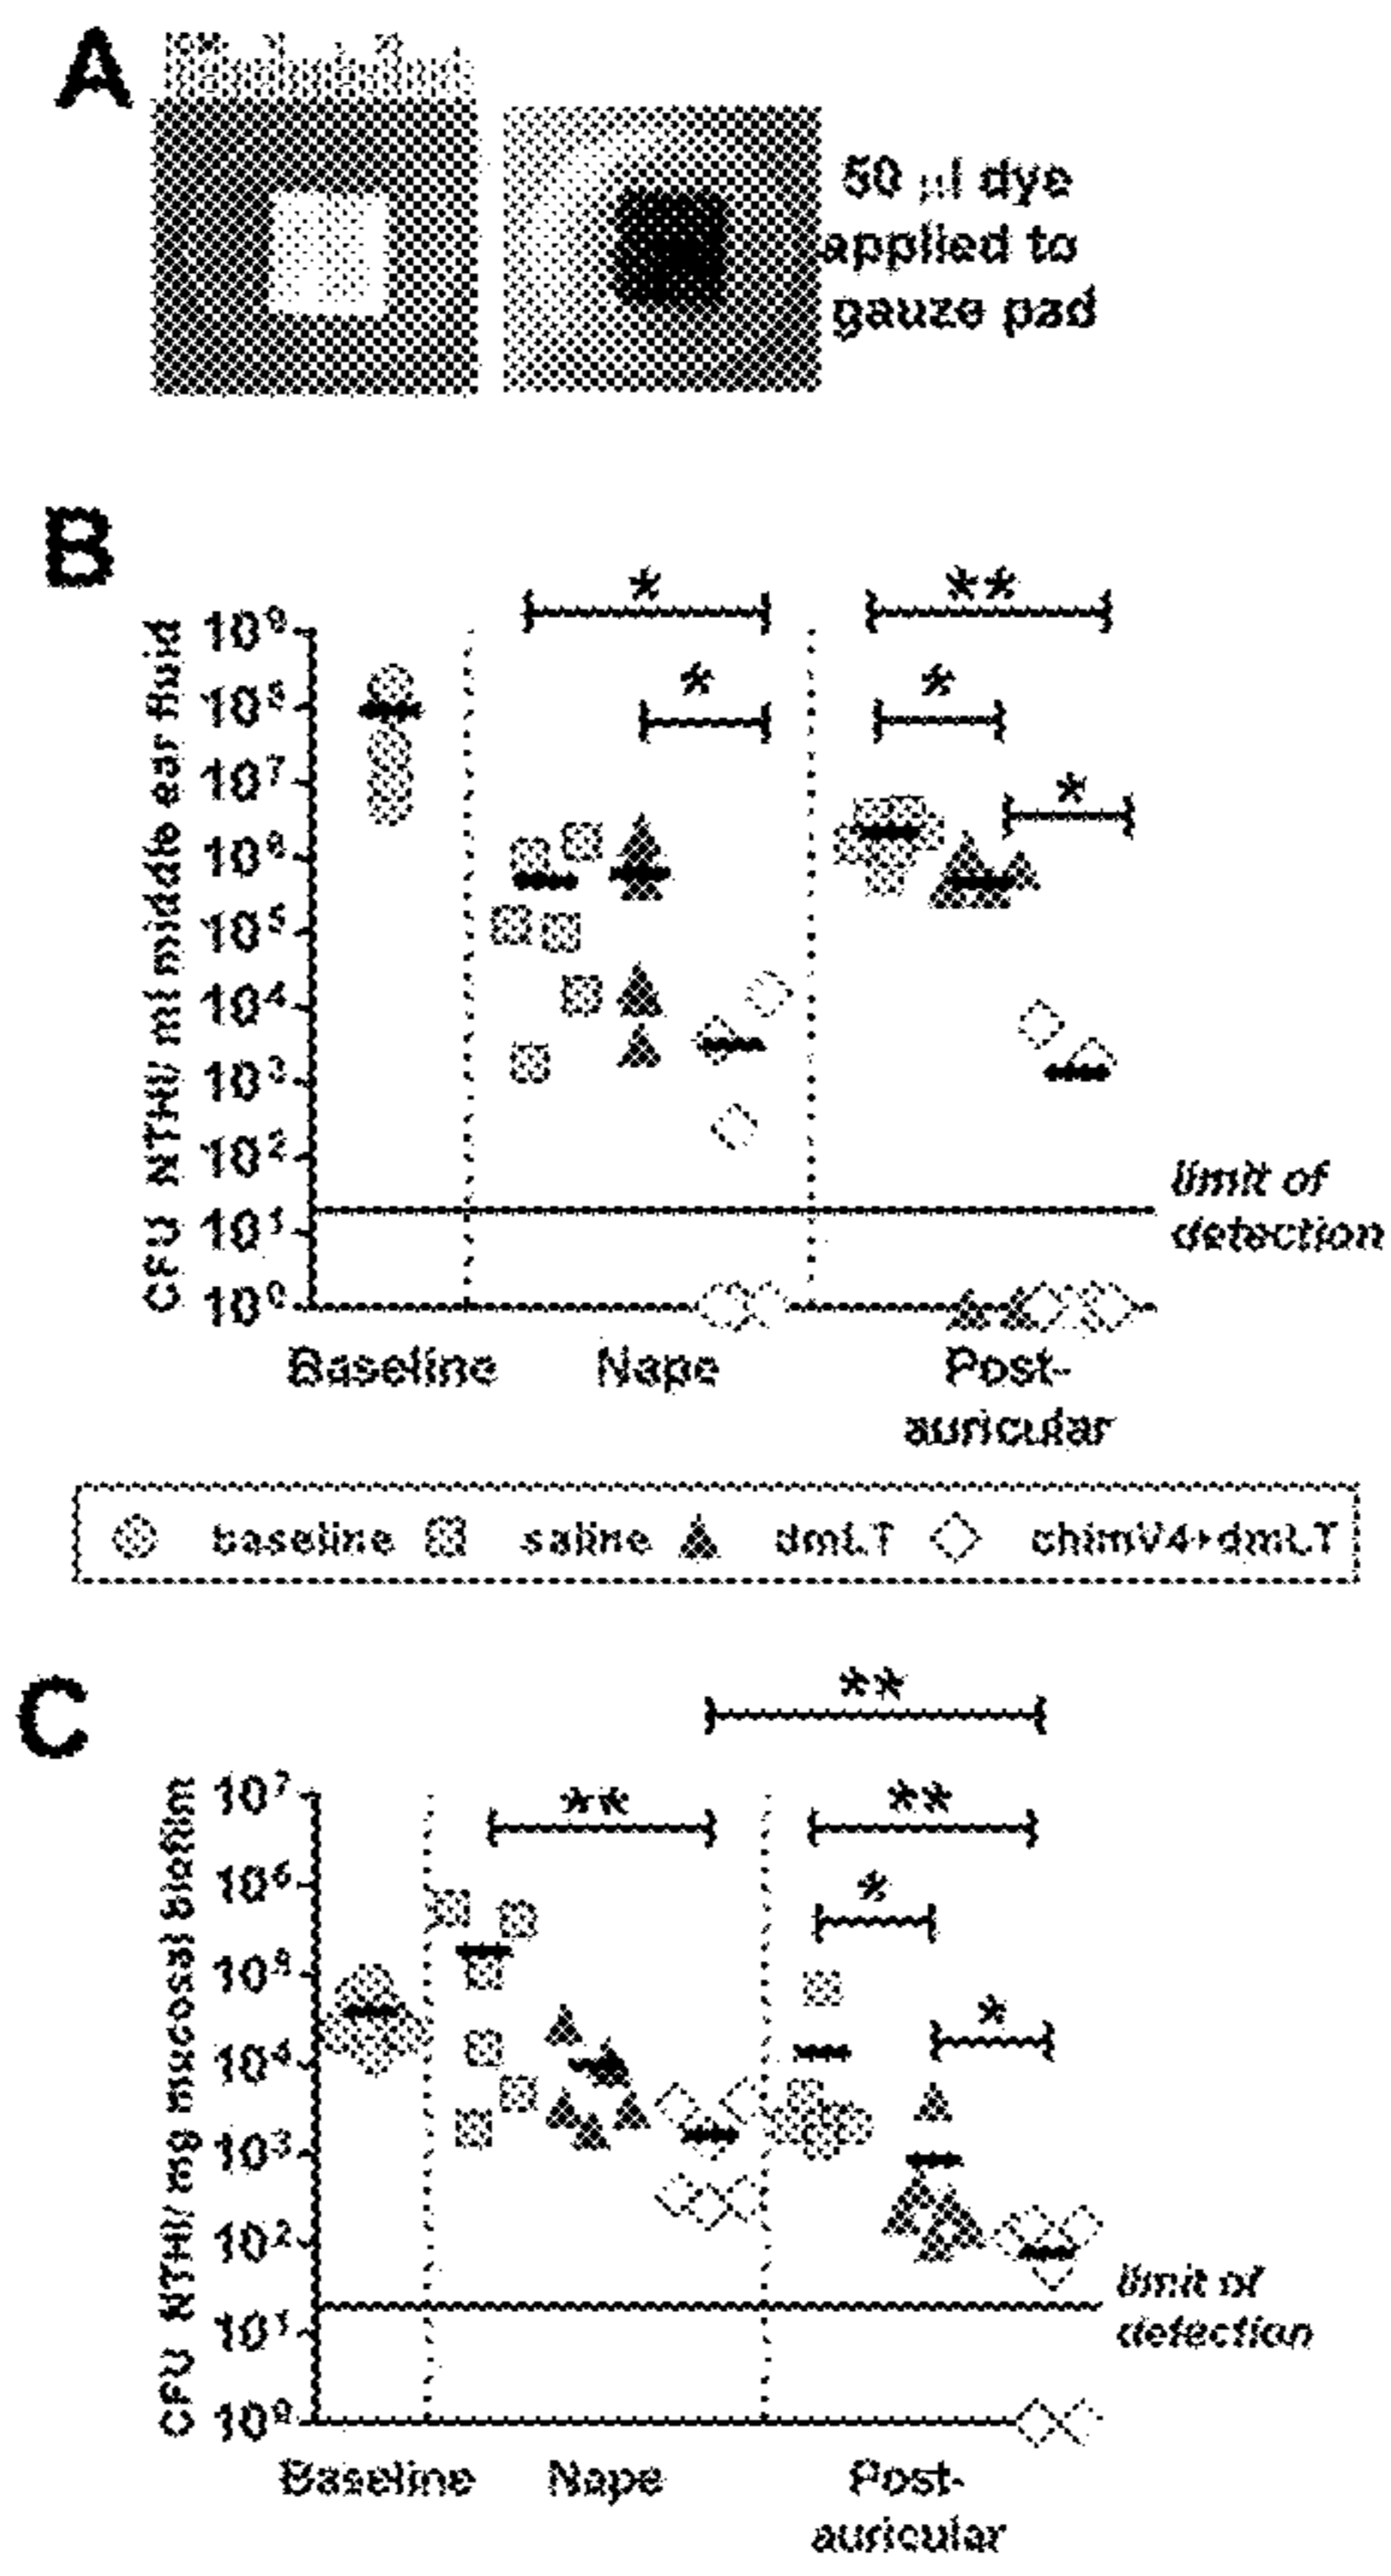 A
50 µl dye
applied to
gauze pad
B
* **
* *
*
CFU NTHI/ ml middle ear fluid
10⁹
10⁸
10⁷
10⁶
10⁵
10⁴
10³
10²
10¹
10⁰
limit of
detection
Baseline Nape Post-
auricular
baseline saline dmLT chimV4+dmLT
C
**
** **
*
*
CFU NTHI/ mg mucosal biofilm
10⁷
10⁶
10⁵
10⁴
10³
10²
10¹
10⁰
limit of
detection
Baseline Nape Post-
auricular